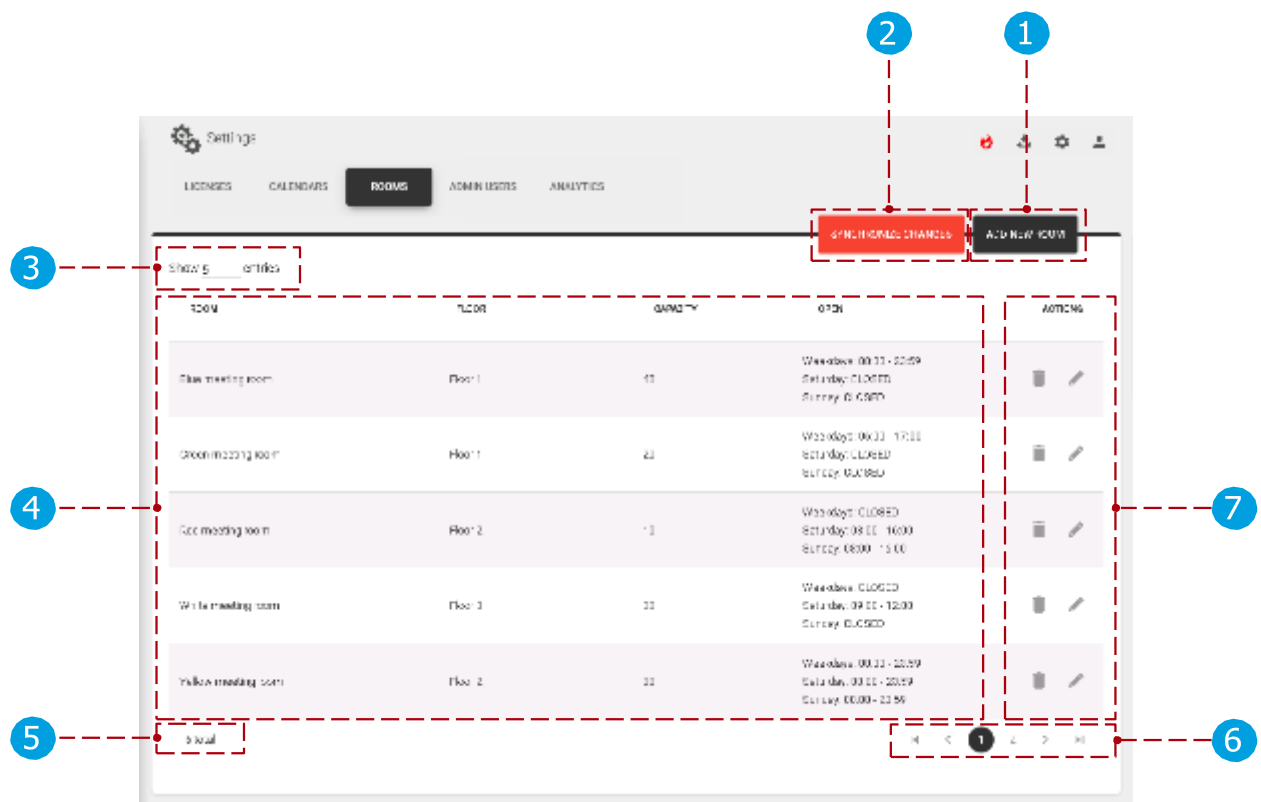 2 1
Settings
LICENSES CALENDARS ROOMS ADMIN USERS ANALYTICS
SYNCHRONIZE CHANGES ADD NEW ROOM
3 Show 5 entries
ROOM FLOOR CAPACITY OPEN ACTIONS
Weekdays: 00:00 - 23:59
Blue meeting room Floor 1 Saturday: CLOSED
Sunday: CLOSED
Weekdays: 06:00 - 17:00
Green meeting room Floor 1 20 Saturday: CLOSED
Sunday: CLOSED
4 7
Weekdays: CLOSED
Red meeting room Floor 2 Saturday: 08:00 - 16:00
Sunday: 08:00 -
Weekdays: CLOSED
White meeting room Floor Saturday: 09:00 - 12:00
Sunday: CLOSED
Weekdays: 00:00 - 23:59
Yellow meeting room Floor 2 Saturday: 00:00 - 23:59
Sunday: 00:00 - 23:59
5 total 1 2 6